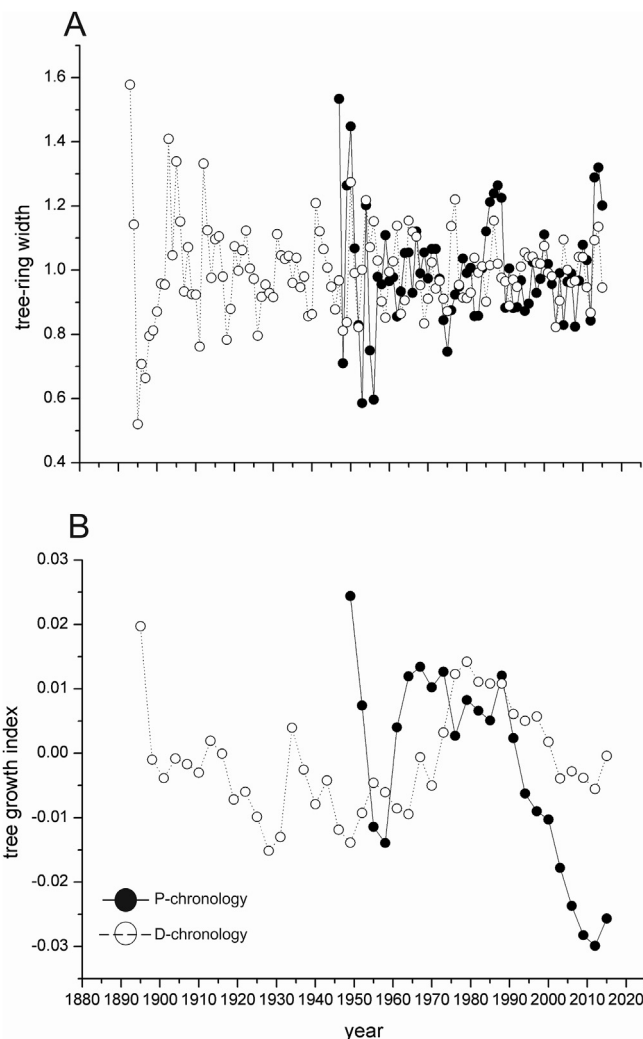 A
1.6
1.4
1.2
1.0
0.8
0.6
0.4
tree-ring width
B
0.03
0.02
0.01
0.00
-0.01
-0.02
-0.03
tree growth index
P-chronology
D-chronology
1880 1890 1900 1910 1920 1930 1940 1950 1960 1970 1980 1990 2000 2010 2020
year